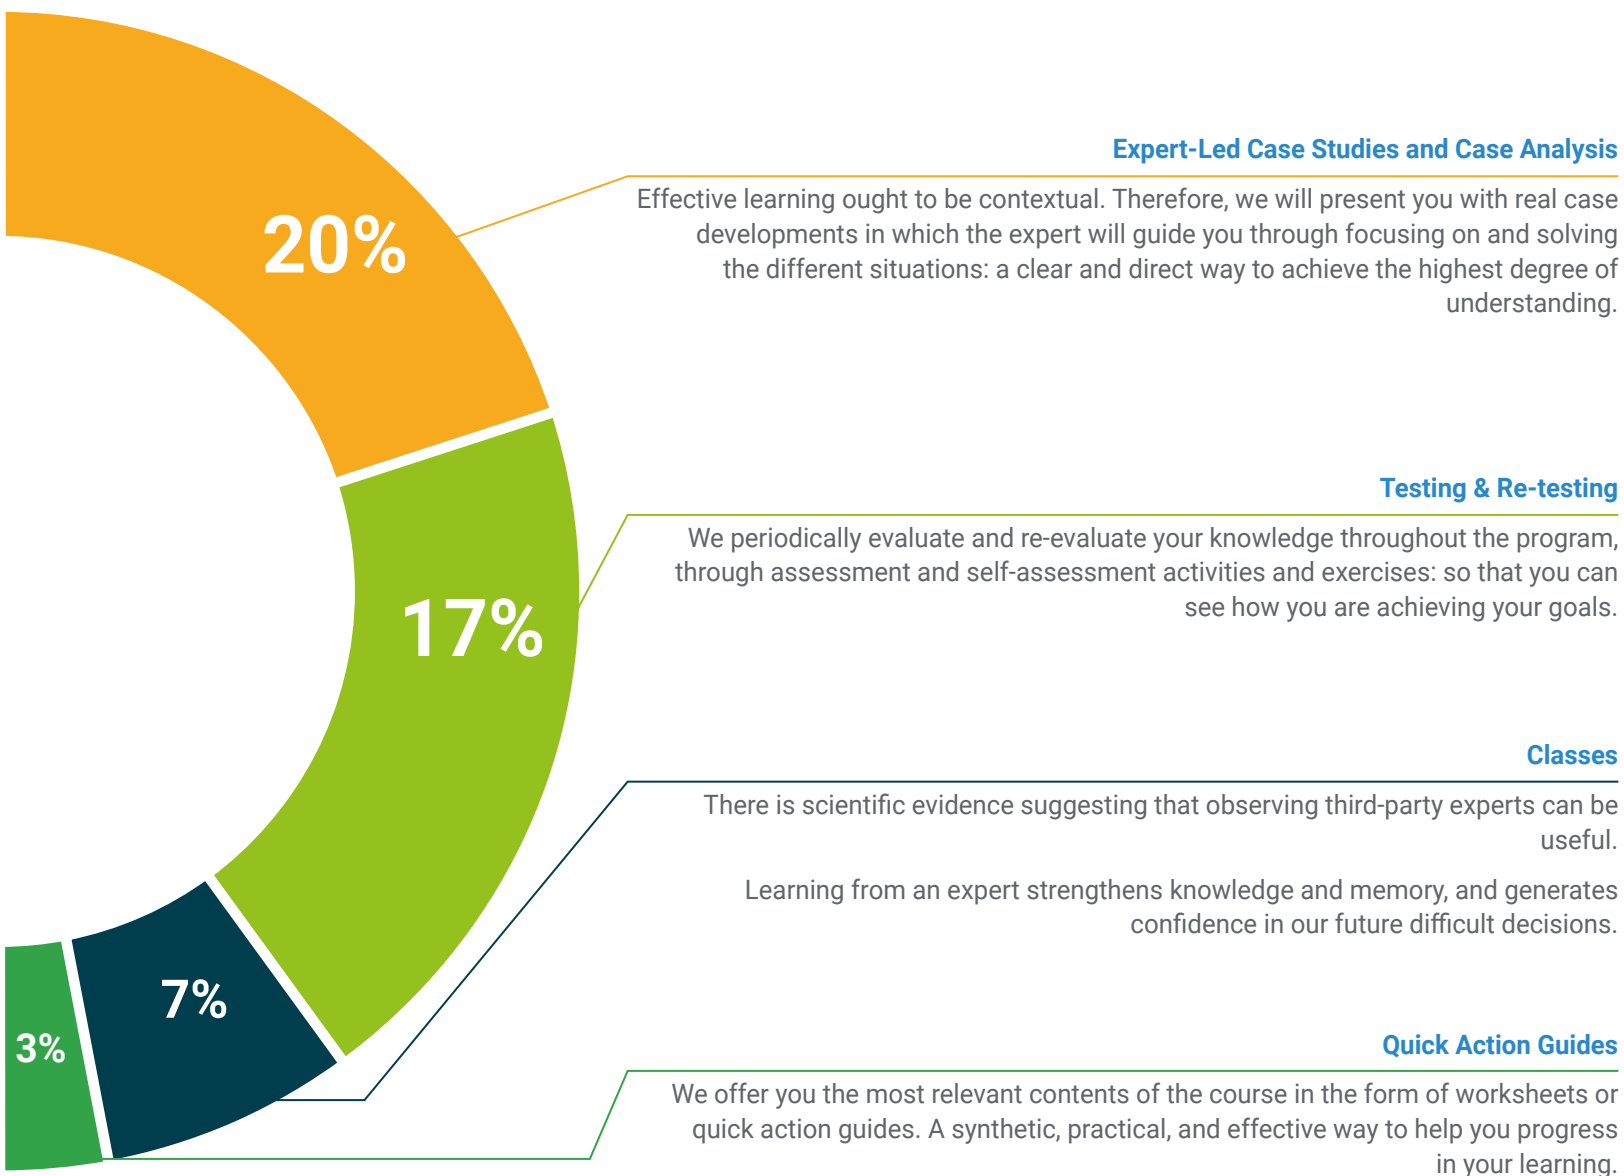 Expert-Led Case Studies and Case Analysis
Effective learning ought to be contextual. Therefore, we will present you with real case
developments in which the expert will guide you through focusing on and solving
the different situations: a clear and direct way to achieve the highest degree of
understanding.
20%
Testing & Re-testing
We periodically evaluate and re-evaluate your knowledge throughout the program,
through assessment and self-assessment activities and exercises: so that you can
see how you are achieving your goals.
17%
Classes
There is scientific evidence suggesting that observing third-party experts can be
useful.
Learning from an expert strengthens knowledge and memory, and generates
confidence in our future difficult decisions.
7%
Quick Action Guides
We offer you the most relevant contents of the course in the form of worksheets or
quick action guides. A synthetic, practical, and effective way to help you progress
in your learning.
3%